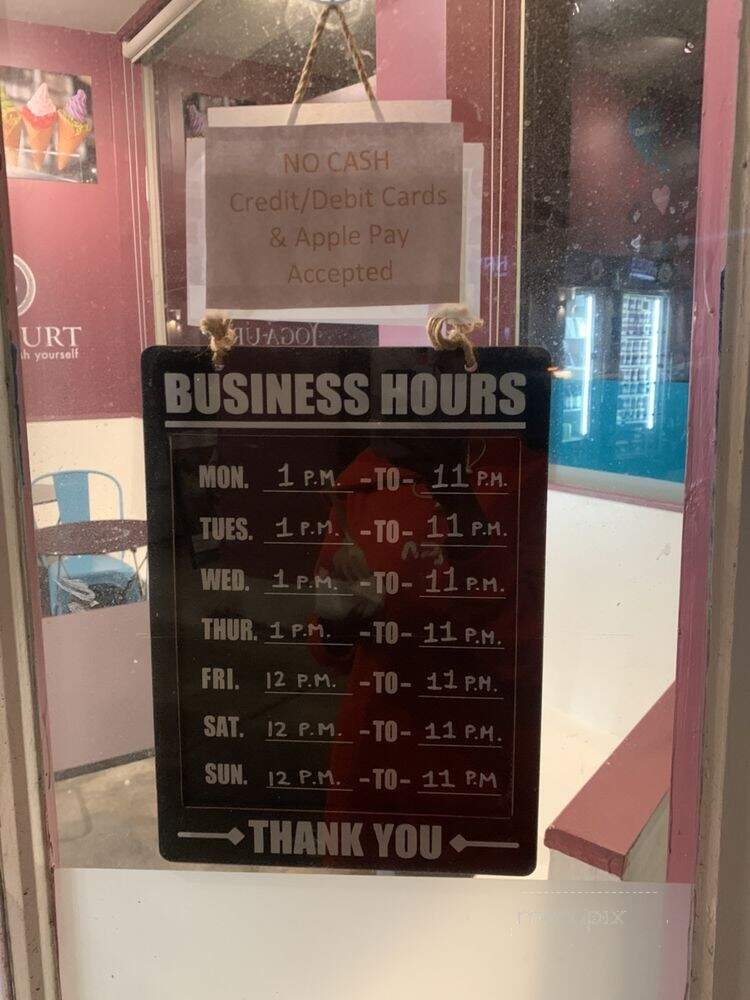 NO CASH
Credit/Debit Cards
& Apple Pay
Accepted
URT
h yourself
BUSINESS HOURS
MON. 1 P.M. -TO- 11 P.M.
TUES. 1 P.M. -TO- 11 P.M.
WED. 1 P.M. -TO- 11 P.M.
THUR. 1 P.M. -TO- 11 P.M.
FRI. 12 P.M. -TO- 11 P.M.
SAT. 12 P.M. -TO- 11 P.M.
SUN. 12 P.M. -TO- 11 P.M
THANK YOU